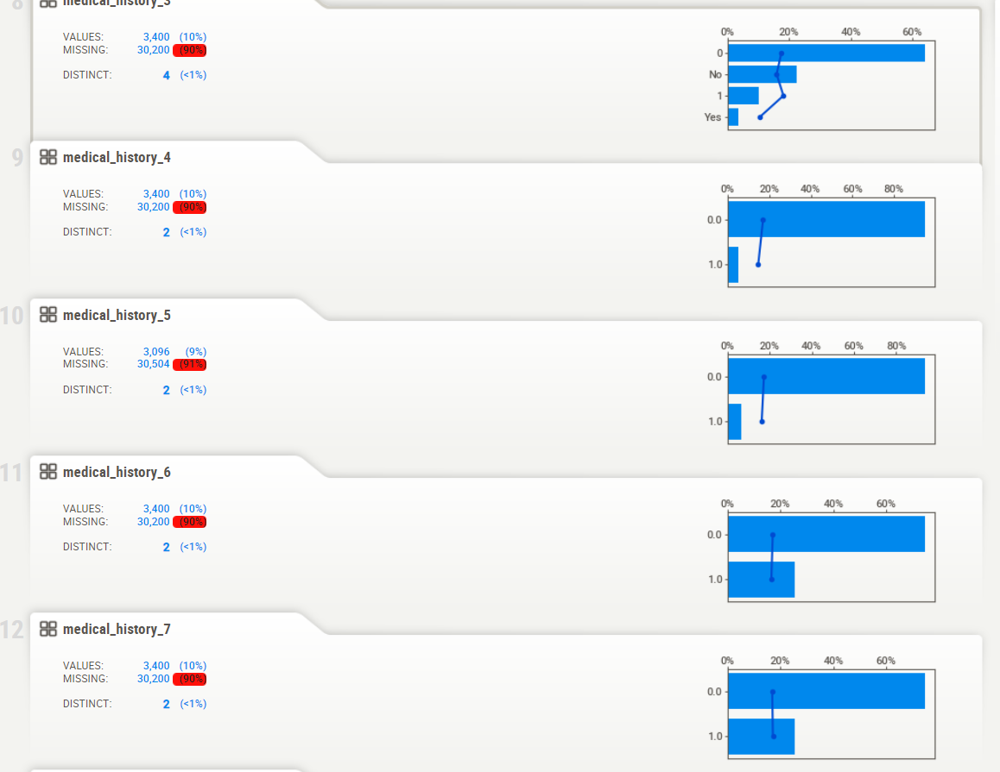 8 medical_history_3
VALUES: 3,400 (10%)
MISSING: 30,200 (90%)
DISTINCT: 4 (<1%)
0% 20% 40% 60%
0
No
1
Yes
9 medical_history_4
VALUES: 3,400 (10%)
MISSING: 30,200 (90%)
DISTINCT: 2 (<1%)
0% 20% 40% 60% 80%
0.0
1.0
10 medical_history_5
VALUES: 3,096 (9%)
MISSING: 30,504 (91%)
DISTINCT: 2 (<1%)
0% 20% 40% 60% 80%
0.0
1.0
11 medical_history_6
VALUES: 3,400 (10%)
MISSING: 30,200 (90%)
DISTINCT: 2 (<1%)
0% 20% 40% 60%
0.0
1.0
12 medical_history_7
VALUES: 3,400 (10%)
MISSING: 30,200 (90%)
DISTINCT: 2 (<1%)
0% 20% 40% 60%
0.0
1.0